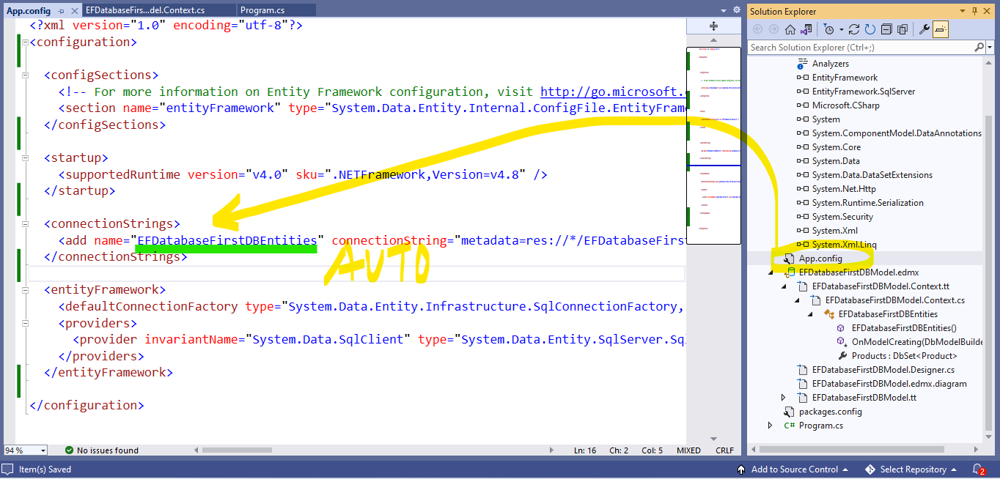 App.config
EFDatabaseFirs...del.Context.cs
Program.cs
<?xml version="1.0" encoding="utf-8"?>
<configuration>
<configSections>
<!-- For more information on Entity Framework configuration, visit http://go.microsoft.
<section name="entityFramework" type="System.Data.Entity.Internal.ConfigFile.EntityFram
</configSections>
<startup>
<supportedRuntime version="v4.0" sku=".NETFramework,Version=v4.8" />
</startup>
<connectionStrings>
<add name="EFDatabaseFirstDBEntities" connectionString="metadata=res://*/EFDatabaseFirst
</connectionStrings>
AUTO
<entityFramework>
<defaultConnectionFactory type="System.Data.Entity.Infrastructure.SqlConnectionFactory,
<providers>
<provider invariantName="System.Data.SqlClient" type="System.Data.Entity.SqlServer.Sql
</providers>
</entityFramework>
</configuration>
94 %
No issues found
Ln: 16 Ch: 2 Col: 5 MIXED CRLF
Solution Explorer
Search Solution Explorer (Ctrl+;)
Analyzers
EntityFramework
EntityFramework.SqlServer
Microsoft.CSharp
System
System.ComponentModel.DataAnnotations
System.Core
System.Data
System.Data.DataSetExtensions
System.Net.Http
System.Runtime.Serialization
System.Security
System.Xml
System.Xml.Linq
App.config
EFDatabaseFirstDBModel.edmx
EFDatabaseFirstDBModel.Context.tt
EFDatabaseFirstDBModel.Context.cs
EFDatabaseFirstDBEntities
EFDatabaseFirstDBEntities()
OnModelCreating(DbModelBuilde
Products : DbSet<Product>
EFDatabaseFirstDBModel.Designer.cs
EFDatabaseFirstDBModel.edmx.diagram
EFDatabaseFirstDBModel.tt
packages.config
C# Program.cs
Item(s) Saved
Add to Source Control
Select Repository
2